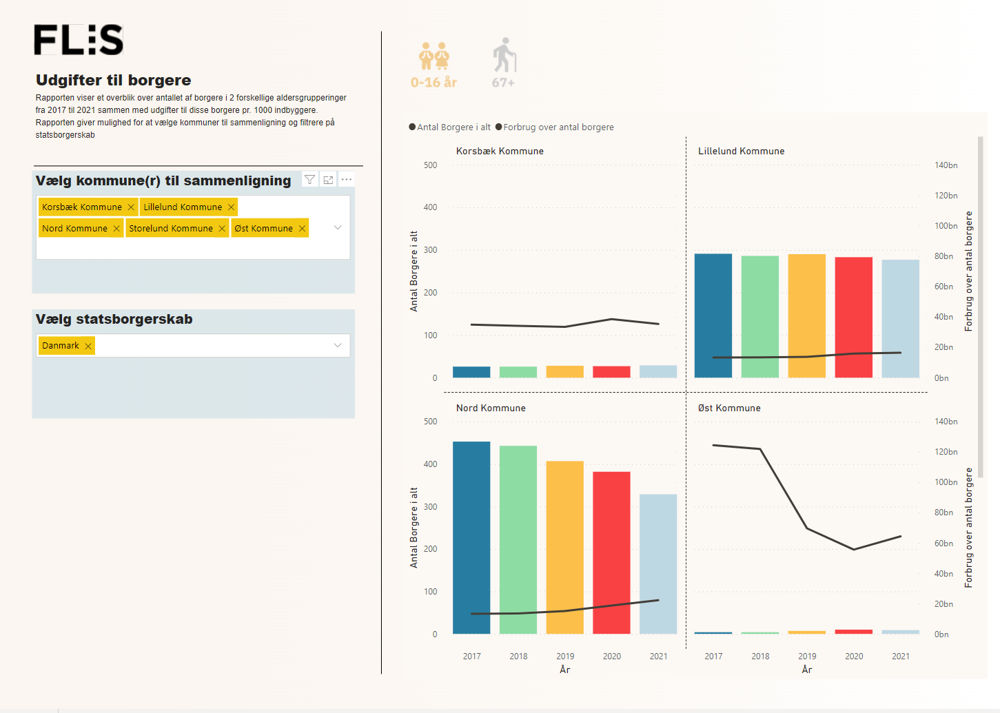 FLIS
Udgifter til borgere
Rapporten viser et overblik over antallet af borgere i 2 forskellige aldersgrupperinger
fra 2017 til 2021 sammen med udgifter til disse borgere pr. 1000 indbyggere.
Rapporten giver mulighed for at vælge kommuner til sammenligning og filtrere på
statsborgerskab
Vælg kommune(r) til sammenligning
Korsbæk Kommune Lillelund Kommune
Nord Kommune Storelund Kommune Øst Kommune
Vælg statsborgerskab
Danmark
0-16 år 67+
Antal Borgere i alt Forbrug over antal borgere
Korsbæk Kommune
500
400
300
200
100
0
Antal Borgere i alt
Lillelund Kommune
140bn
120bn
100bn
80bn
60bn
40bn
20bn
0bn
Forbrug over antal borgere
Nord Kommune
500
400
300
200
100
0
Antal Borgere i alt
2017 2018 2019 2020 2021
År
Øst Kommune
140bn
120bn
100bn
80bn
60bn
40bn
20bn
0bn
Forbrug over antal borgere
2017 2018 2019 2020 2021
År